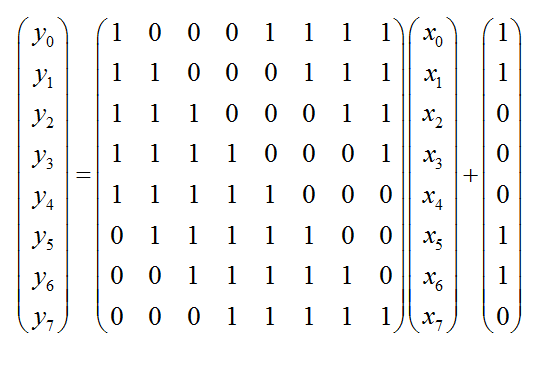 y0 1 0 0 0 1 1 1 1 x0 1
y1 1 1 0 0 0 1 1 1 x1 1
y2 1 1 1 0 0 0 1 1 x2 0
y3 1 1 1 1 0 0 0 1 x3 0
= +
y4 1 1 1 1 1 0 0 0 x4 0
y5 0 1 1 1 1 1 0 0 x5 1
y6 0 0 1 1 1 1 1 0 x6 1
y7 0 0 0 1 1 1 1 1 x7 0